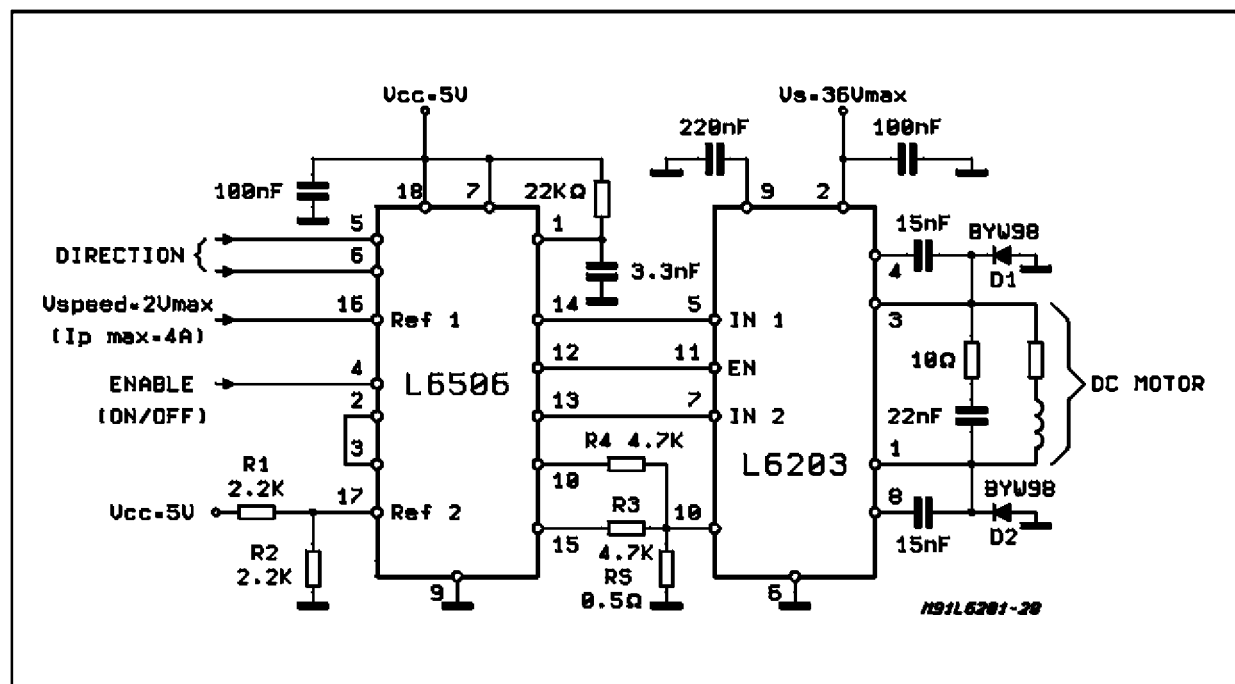 Vcc=5V
Vs=36Vmax
220nF
100nF
100nF
18
7
22KΩ
9
2
5
1
15nF
BYW98
DIRECTION {
6
3.3nF
4
D1
Vspeed=2Vmax
16
Ref 1
14
5
IN 1
3
(Ip max=4A)
12
11
EN
10Ω
ENABLE
4
L6506
DC MOTOR
(ON/OFF)
2
13
7
IN 2
22nF
3
R4 4.7K
L6203
1
R1
10
2.2K
17
R3
10
8
BYW98
Vcc=5V
Ref 2
15
4.7K
15nF
D2
R2
2.2K
9
RS
0.5Ω
6
M91L6201-20